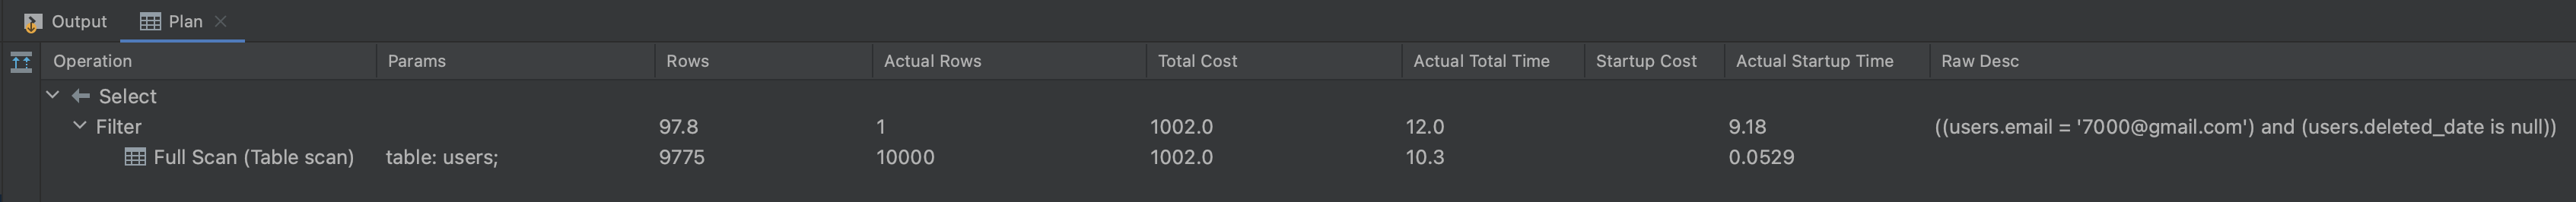 Output Plan
Operation Params Rows Actual Rows Total Cost Actual Total Time Startup Cost Actual Startup Time Raw Desc
Select
Filter 97.8 1 1002.0 12.0 9.18 ((users.email = '7000@gmail.com') and (users.deleted_date is null))
Full Scan (Table scan) table: users; 9775 10000 1002.0 10.3 0.0529